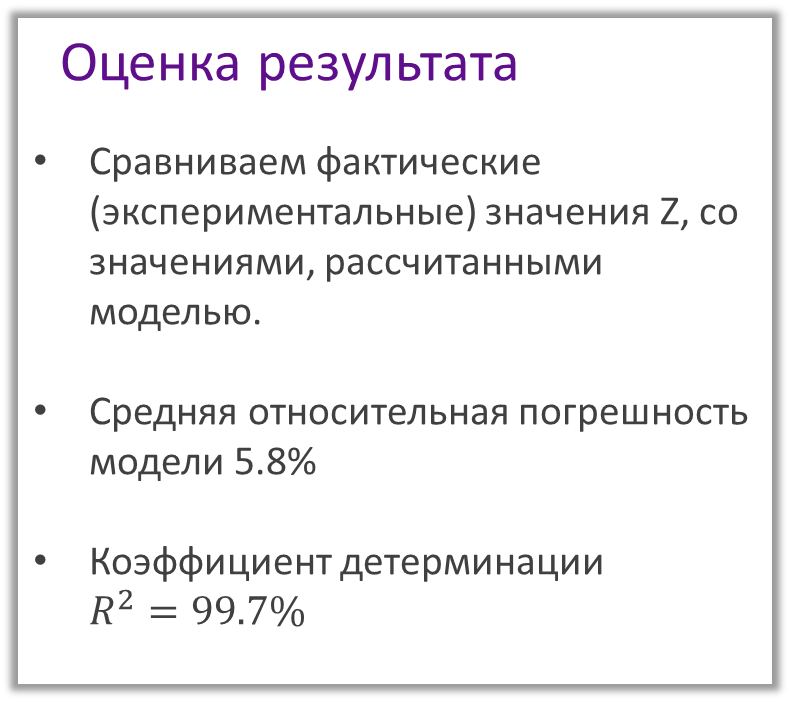 Оценка результата
• Сравниваем фактические
(экспериментальные) значения Z, со
значениями, рассчитанными
моделью.
• Средняя относительная погрешность
модели 5.8%
• Коэффициент детерминации
R² = 99.7%